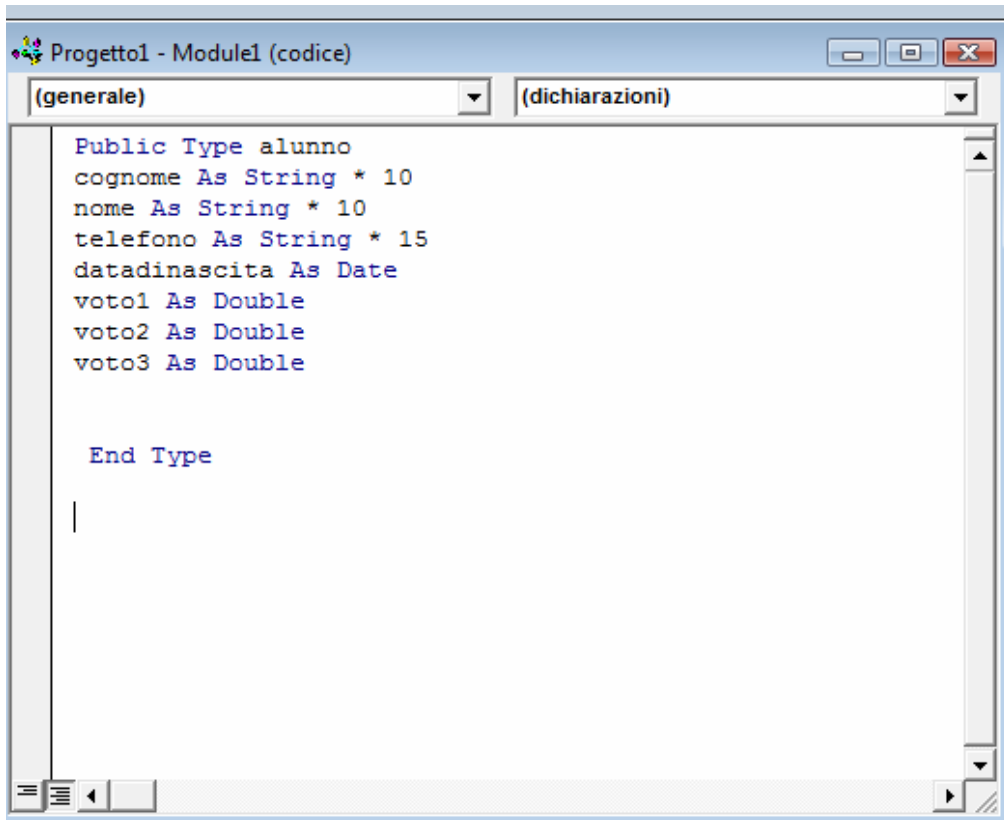 Progetto1 - Module1 (codice)
(generale) (dichiarazioni)
Public Type alunno
cognome As String * 10
nome As String * 10
telefono As String * 15
datadinascita As Date
voto1 As Double
voto2 As Double
voto3 As Double
End Type